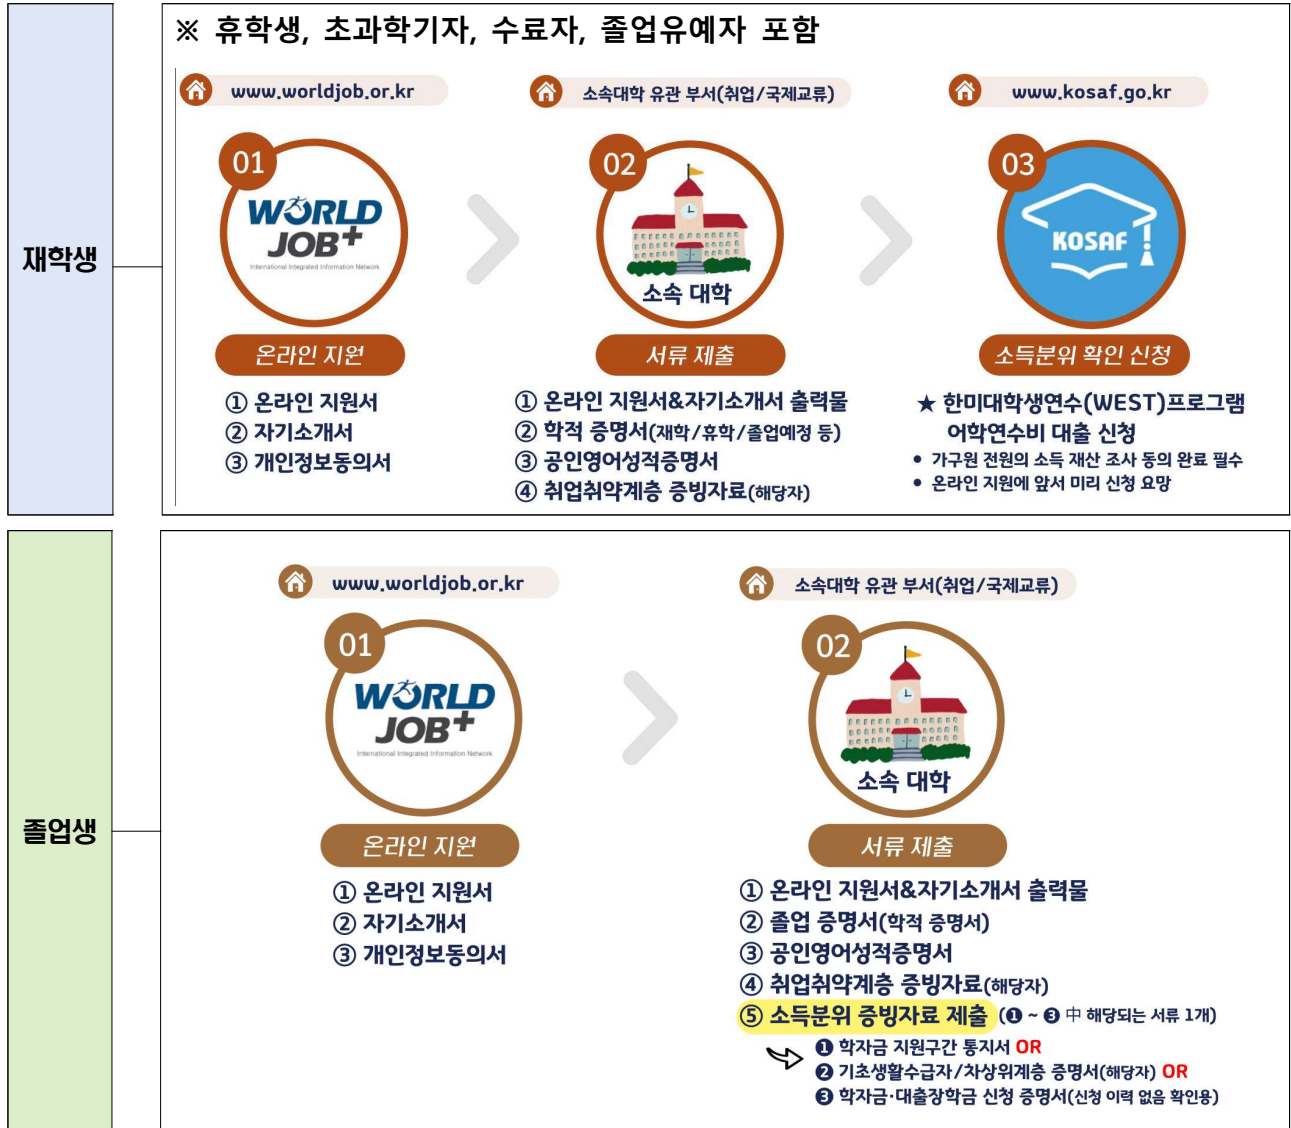 재학생
※ 휴학생, 초과학기자, 수료자, 졸업유예자 포함
www.worldjob.or.kr
01
WORLD
JOB+
International Integrated Information Network
온라인 지원
① 온라인 지원서
② 자기소개서
③ 개인정보동의서
소속대학 유관 부서(취업/국제교류)
02
소속 대학
서류 제출
① 온라인 지원서&자기소개서 출력물
② 학적 증명서(재학/휴학/졸업예정 등)
③ 공인영어성적증명서
④ 취업취약계층 증빙자료(해당자)
www.kosaf.go.kr
03
KOSAF
소득분위 확인 신청
★ 한미대학생연수(WEST)프로그램
어학연수비 대출 신청
• 가구원 전원의 소득 재산 조사 동의 완료 필수
• 온라인 지원에 앞서 미리 신청 요망
졸업생
www.worldjob.or.kr
01
WORLD
JOB+
International Integrated Information Network
온라인 지원
① 온라인 지원서
② 자기소개서
③ 개인정보동의서
소속대학 유관 부서(취업/국제교류)
02
소속 대학
서류 제출
① 온라인 지원서&자기소개서 출력물
② 졸업 증명서(학적 증명서)
③ 공인영어성적증명서
④ 취업취약계층 증빙자료(해당자)
⑤ 소득분위 증빙자료 제출 (❶ ~ ❸ 中 해당되는 서류 1개)
❶ 학자금 지원구간 통지서 OR
❷ 기초생활수급자/차상위계층 증명서(해당자) OR
❸ 학자금·대출장학금 신청 증명서(신청 이력 없음 확인용)